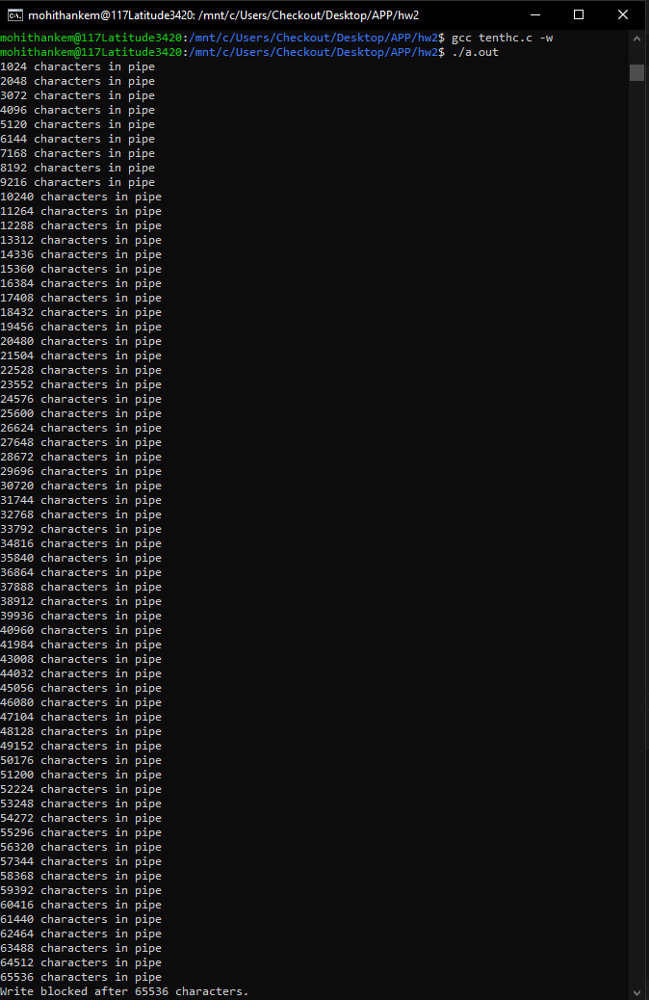 mohithankem@117Latitude3420: /mnt/c/Users/Checkout/Desktop/APP/hw2
mohithankem@117Latitude3420:/mnt/c/Users/Checkout/Desktop/APP/hw2$ gcc tenthc.c -w
mohithankem@117Latitude3420:/mnt/c/Users/Checkout/Desktop/APP/hw2$ ./a.out
1024 characters in pipe
2048 characters in pipe
3072 characters in pipe
4096 characters in pipe
5120 characters in pipe
6144 characters in pipe
7168 characters in pipe
8192 characters in pipe
9216 characters in pipe
10240 characters in pipe
11264 characters in pipe
12288 characters in pipe
13312 characters in pipe
14336 characters in pipe
15360 characters in pipe
16384 characters in pipe
17408 characters in pipe
18432 characters in pipe
19456 characters in pipe
20480 characters in pipe
21504 characters in pipe
22528 characters in pipe
23552 characters in pipe
24576 characters in pipe
25600 characters in pipe
26624 characters in pipe
27648 characters in pipe
28672 characters in pipe
29696 characters in pipe
30720 characters in pipe
31744 characters in pipe
32768 characters in pipe
33792 characters in pipe
34816 characters in pipe
35840 characters in pipe
36864 characters in pipe
37888 characters in pipe
38912 characters in pipe
39936 characters in pipe
40960 characters in pipe
41984 characters in pipe
43008 characters in pipe
44032 characters in pipe
45056 characters in pipe
46080 characters in pipe
47104 characters in pipe
48128 characters in pipe
49152 characters in pipe
50176 characters in pipe
51200 characters in pipe
52224 characters in pipe
53248 characters in pipe
54272 characters in pipe
55296 characters in pipe
56320 characters in pipe
57344 characters in pipe
58368 characters in pipe
59392 characters in pipe
60416 characters in pipe
61440 characters in pipe
62464 characters in pipe
63488 characters in pipe
64512 characters in pipe
65536 characters in pipe
Write blocked after 65536 characters.